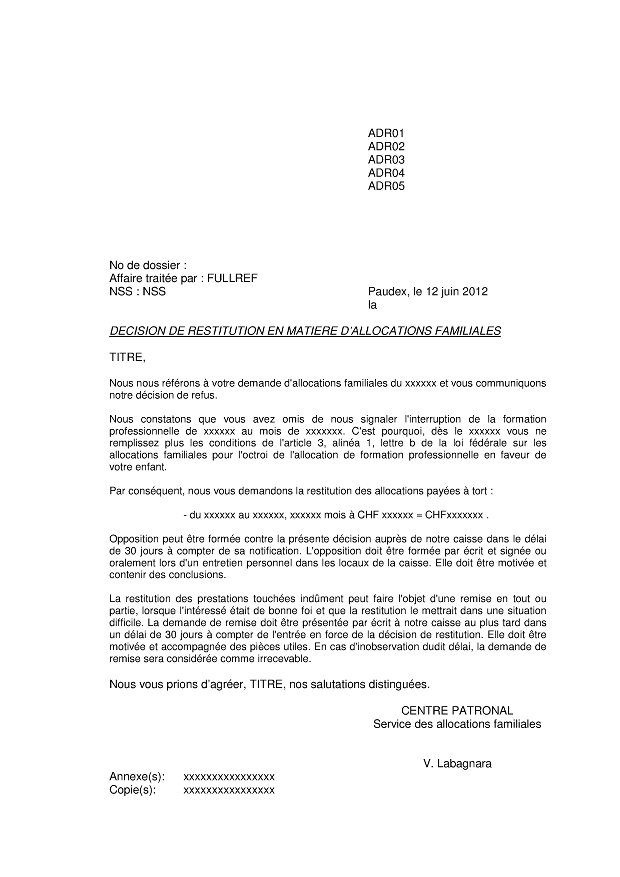 ADR01
ADR02
ADR03
ADR04
ADR05
No de dossier :
Affaire traitée par : FULLREF
NSS : NSS
Paudex, le 12 juin 2012
la
DECISION DE RESTITUTION EN MATIERE D'ALLOCATIONS FAMILIALES
TITRE,
Nous nous référons à votre demande d'allocations familiales du xxxxxx et vous communiquons
notre décision de refus.
Nous constatons que vous avez omis de nous signaler l'interruption de la formation
professionnelle de xxxxxx au mois de xxxxxxx. C'est pourquoi, dès le xxxxxx vous ne
remplissez plus les conditions de l'article 3, alinéa 1, lettre b de la loi fédérale sur les
allocations familiales pour l'octroi de l'allocation de formation professionnelle en faveur de
votre enfant.
Par conséquent, nous vous demandons la restitution des allocations payées à tort :
- du xxxxxx au xxxxxx, xxxxxx mois à CHF xxxxxx = CHFxxxxxxx .
Opposition peut être formée contre la présente décision auprès de notre caisse dans le délai
de 30 jours à compter de sa notification. L'opposition doit être formée par écrit et signée ou
oralement lors d'un entretien personnel dans les locaux de la caisse. Elle doit être motivée et
contenir des conclusions.
La restitution des prestations touchées indûment peut faire l'objet d'une remise en tout ou
partie, lorsque l'intéressé était de bonne foi et que la restitution le mettrait dans une situation
difficile. La demande de remise doit être présentée par écrit à notre caisse au plus tard dans
un délai de 30 jours à compter de l'entrée en force de la décision de restitution. Elle doit être
motivée et accompagnée des pièces utiles. En cas d'inobservation dudit délai, la demande de
remise sera considérée comme irrecevable.
Nous vous prions d'agréer, TITRE, nos salutations distinguées.
CENTRE PATRONAL
Service des allocations familiales
V. Labagnara
Annexe(s): xxxxxxxxxxxxxxxx
Copie(s): xxxxxxxxxxxxxxxx